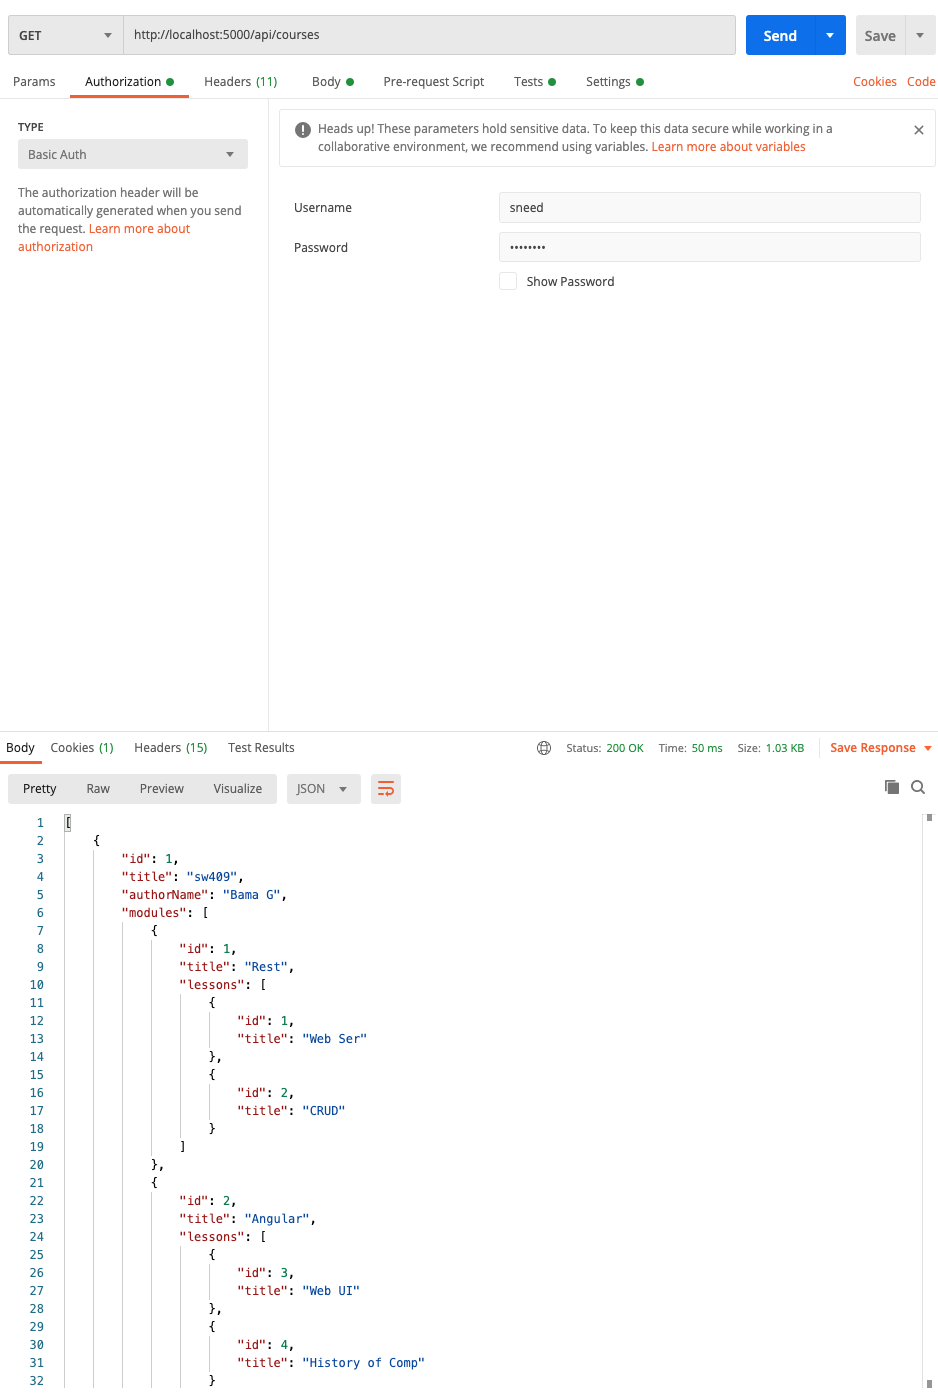 GET http://localhost:5000/api/courses Send Save
Params Authorization Headers (11) Body Pre-request Script Tests Settings Cookies Code
TYPE
Basic Auth
The authorization header will be
automatically generated when you send
the request. Learn more about
authorization
Heads up! These parameters hold sensitive data. To keep this data secure while working in a
collaborative environment, we recommend using variables. Learn more about variables
Username sneed
Password ••••••••
Show Password
Body Cookies (1) Headers (15) Test Results Status: 200 OK Time: 50 ms Size: 1.03 KB Save Response
Pretty Raw Preview Visualize JSON
1 [
2 {
3 "id": 1,
4 "title": "sw409",
5 "authorName": "Bama G",
6 "modules": [
7 {
8 "id": 1,
9 "title": "Rest",
10 "lessons": [
11 {
12 "id": 1,
13 "title": "Web Ser"
14 },
15 {
16 "id": 2,
17 "title": "CRUD"
18 }
19 ]
20 },
21 {
22 "id": 2,
23 "title": "Angular",
24 "lessons": [
25 {
26 "id": 3,
27 "title": "Web UI"
28 },
29 {
30 "id": 4,
31 "title": "History of Comp"
32 }